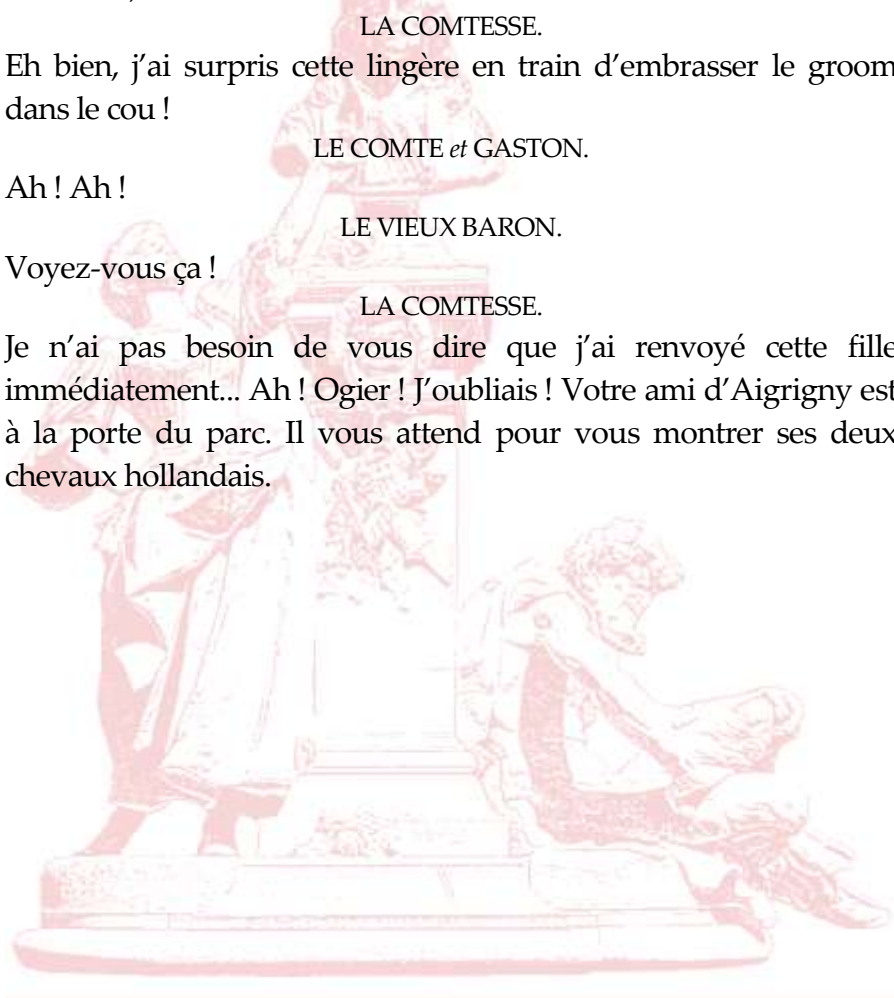 LA COMTESSE.
Eh bien, j’ai surpris cette lingère en train d’embrasser le groom
dans le cou !
LE COMTE et GASTON.
Ah ! Ah !
LE VIEUX BARON.
Voyez-vous ça !
LA COMTESSE.
Je n’ai pas besoin de vous dire que j’ai renvoyé cette fille
immédiatement... Ah ! Ogier ! J’oubliais ! Votre ami d’Aigrigny est
à la porte du parc. Il vous attend pour vous montrer ses deux
chevaux hollandais.